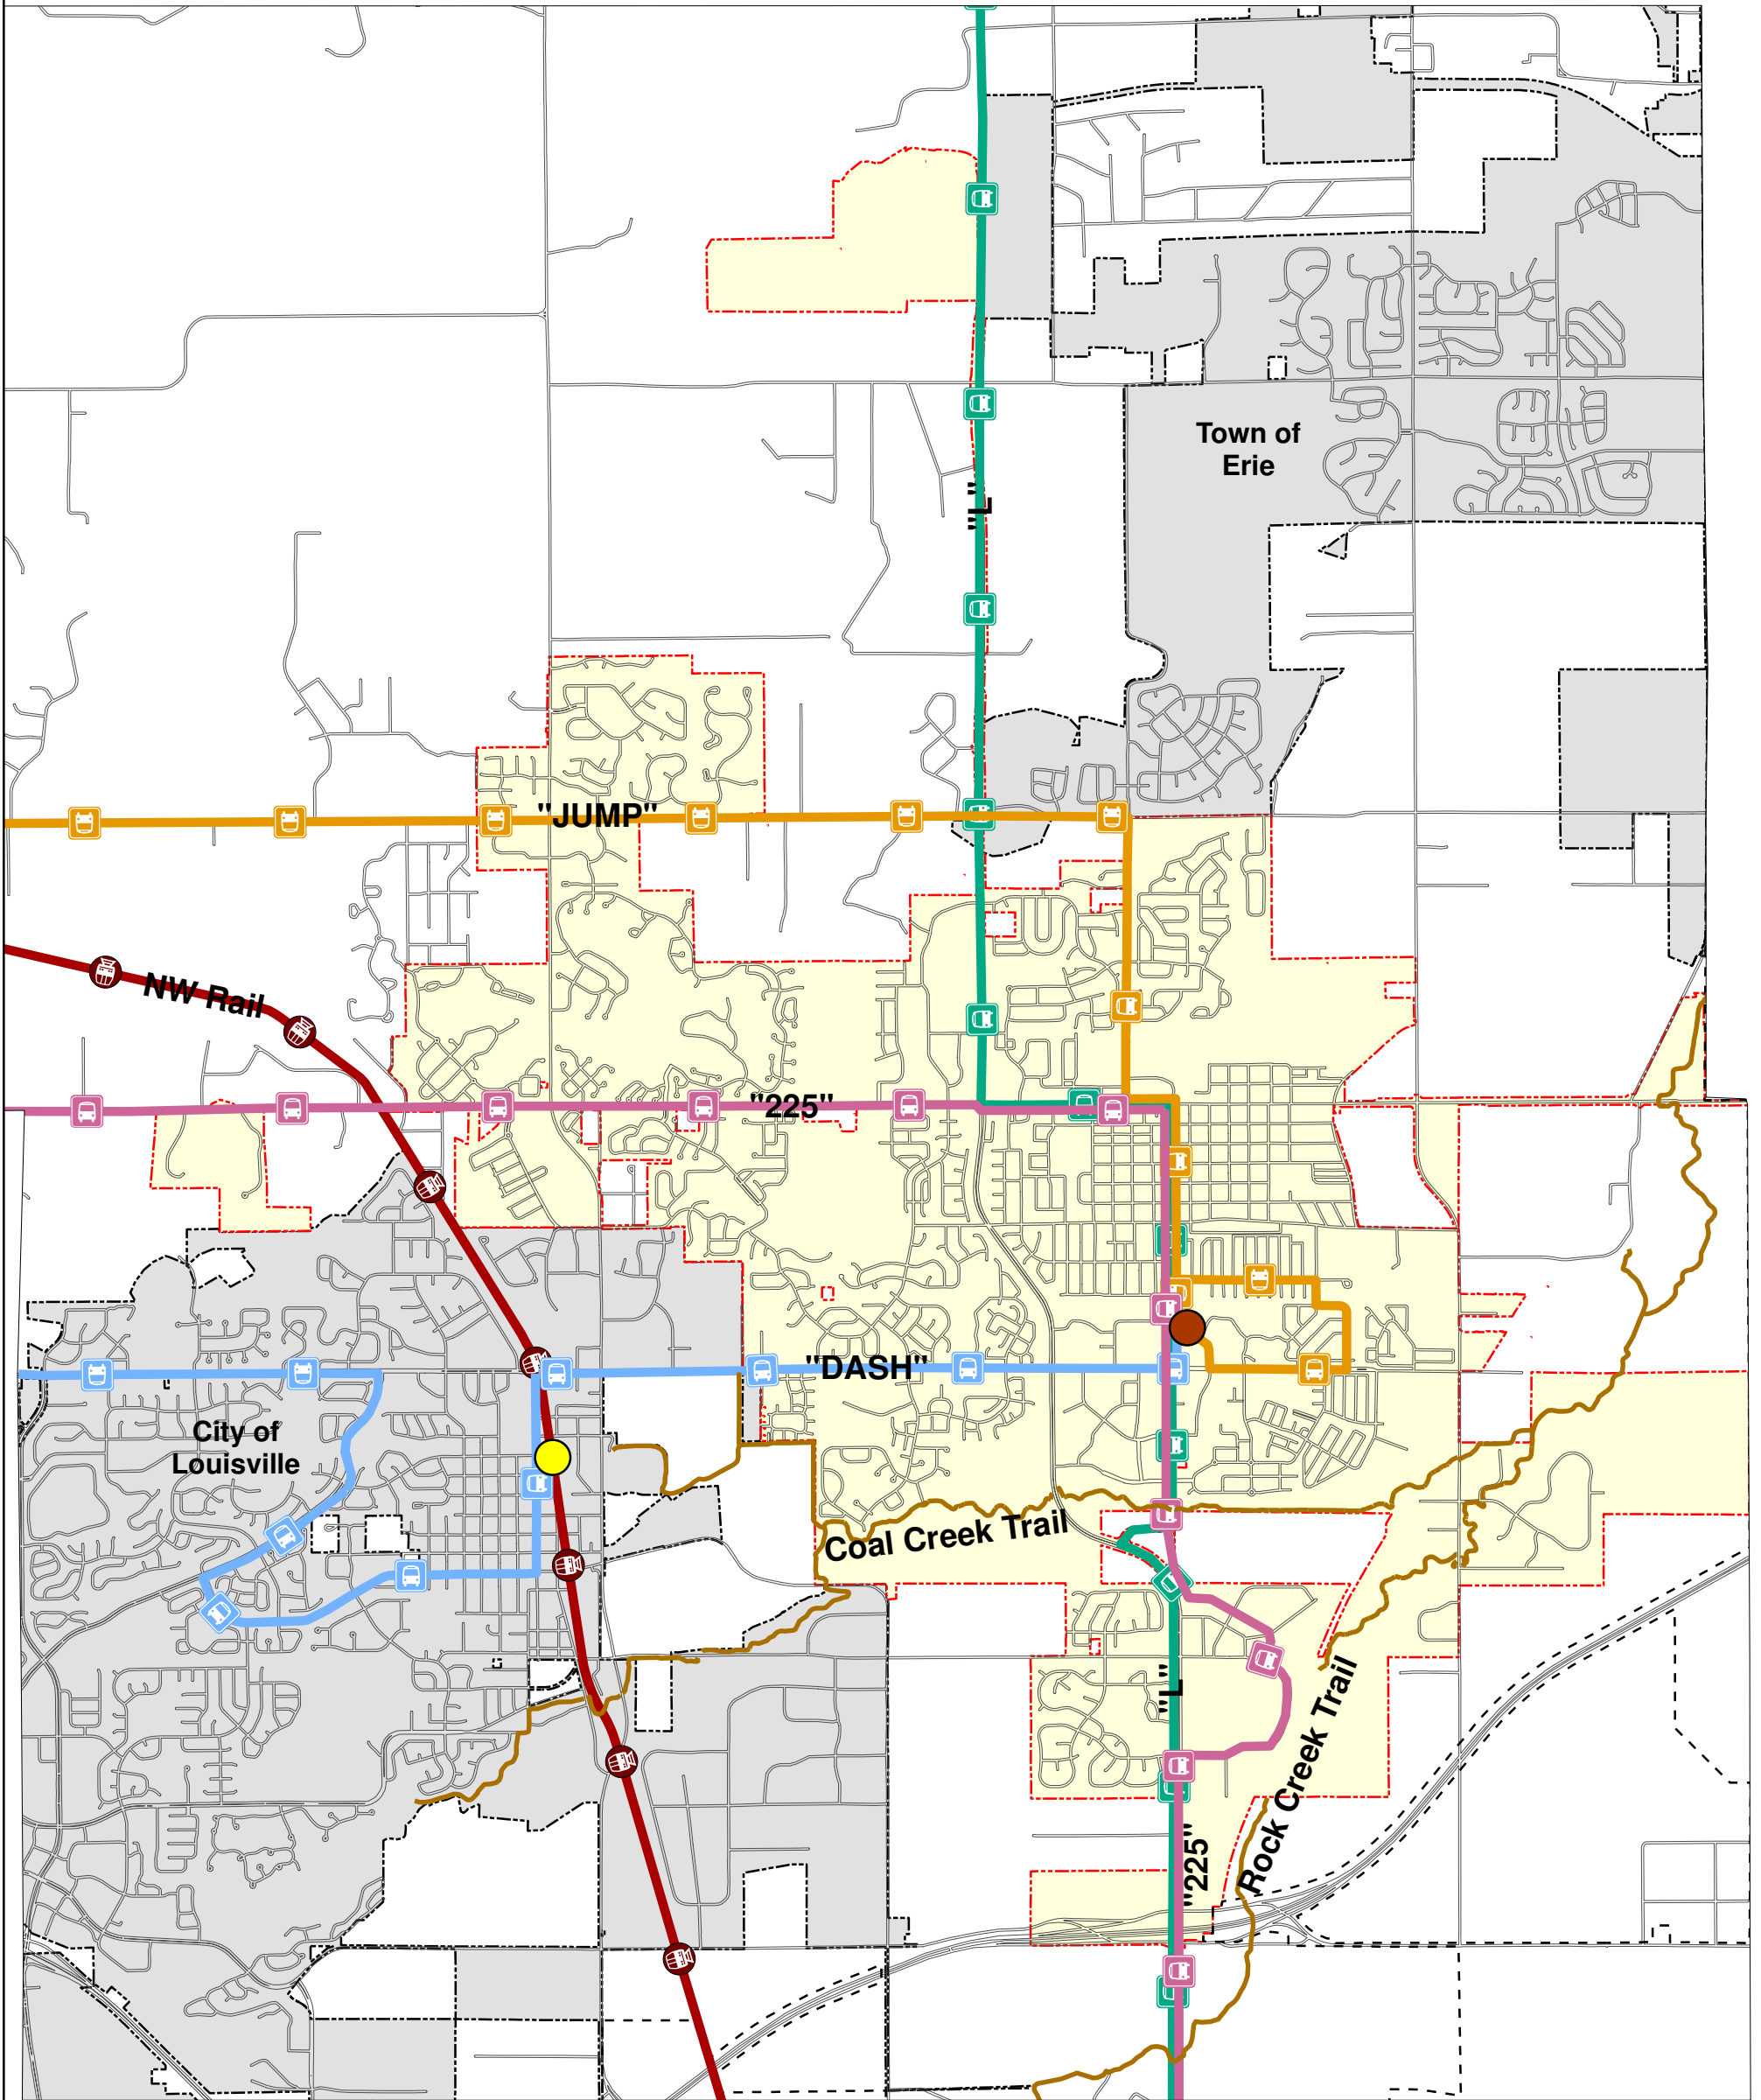 Town of
Erie
"L"
"JUMP"
NW Rail
"225"
"DASH"
City of
Louisville
Coal Creek Trail
"L"
Rock Creek Trail
"225"